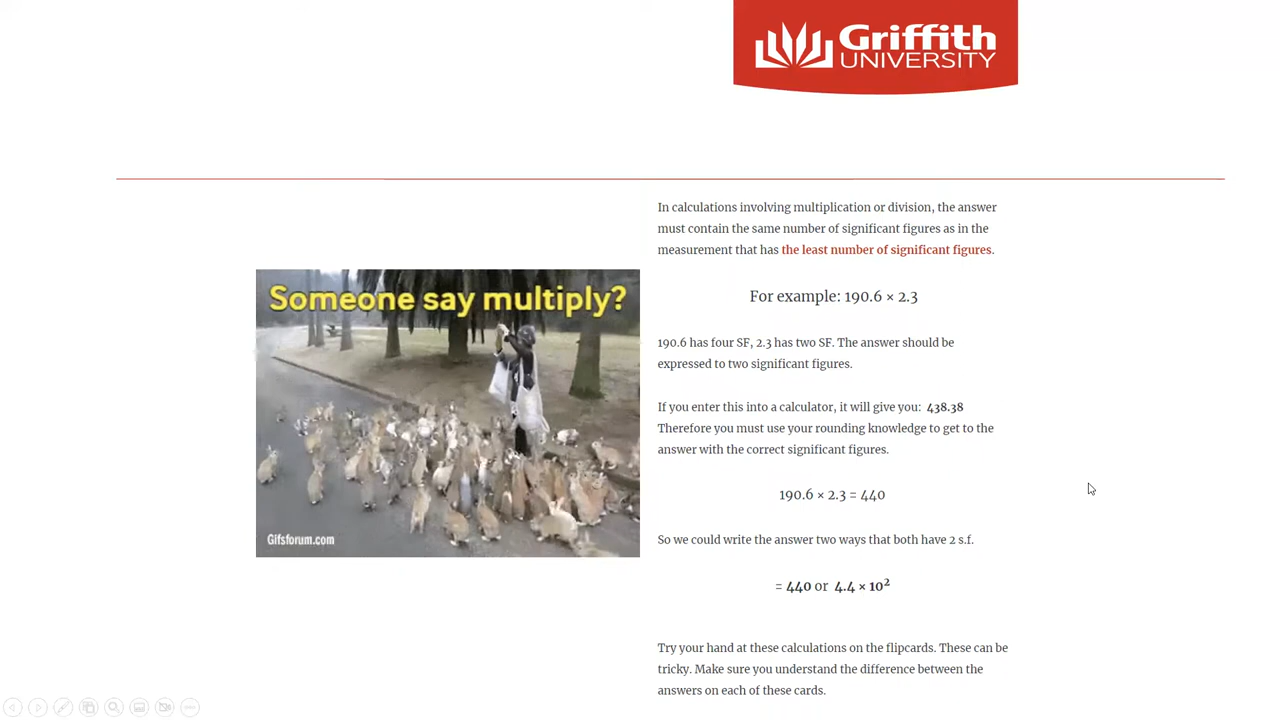 Griffith
UNIVERSITY
In calculations involving multiplication or division, the answer
must contain the same number of significant figures as in the
measurement that has the least number of significant figures.
For example: 190.6 × 2.3
190.6 has four SF, 2.3 has two SF. The answer should be
expressed to two significant figures.
If you enter this into a calculator, it will give you: 438.38
Therefore you must use your rounding knowledge to get to the
answer with the correct significant figures.
190.6 × 2.3 = 440
So we could write the answer two ways that both have 2 s.f.
= 440 or 4.4 × 10²
Try your hand at these calculations on the flipcards. These can be
tricky. Make sure you understand the difference between the
answers on each of these cards.
Someone say multiply?
Gifsforum.com